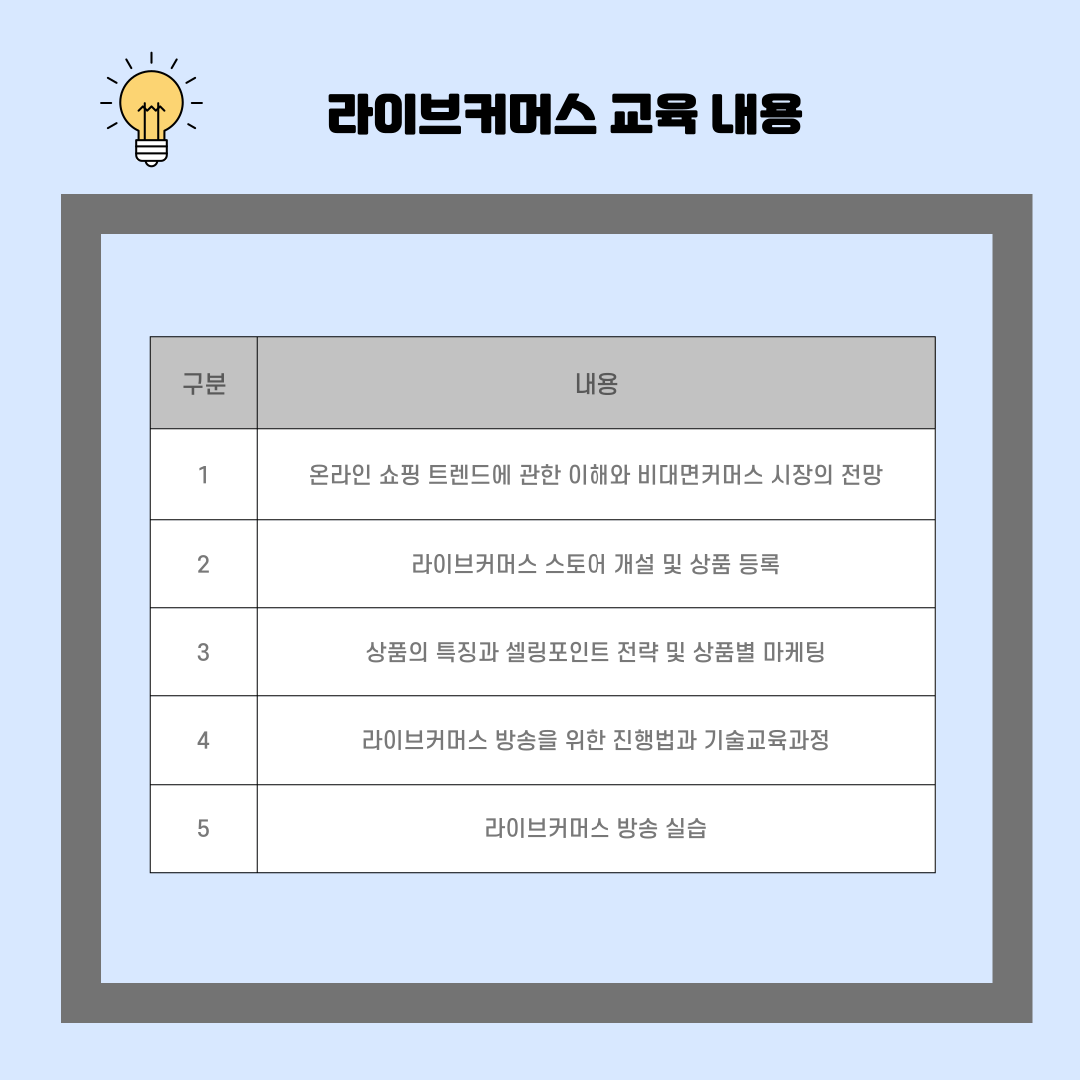 라이브커머스 교육 내용
구분 내용
1 온라인 쇼핑 트렌드에 관한 이해와 비대면커머스 시장의 전망
2 라이브커머스 스토어 개설 및 상품 등록
3 상품의 특징과 셀링포인트 전략 및 상품별 마케팅
4 라이브커머스 방송을 위한 진행법과 기술교육과정
5 라이브커머스 방송 실습